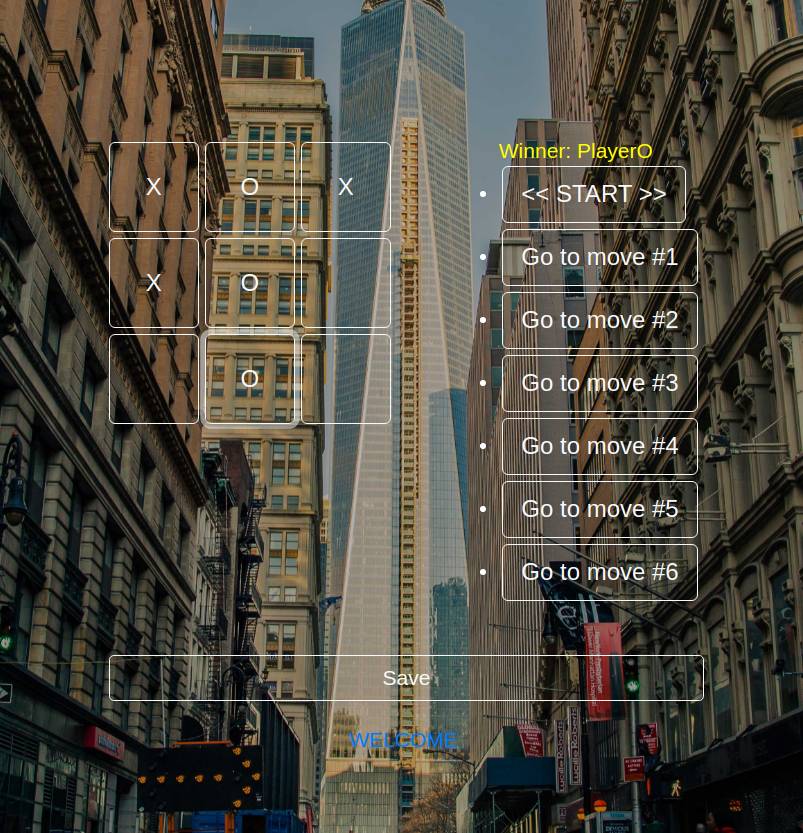 X O X
X O
O
Winner: PlayerO
<< START >>
Go to move #1
Go to move #2
Go to move #3
Go to move #4
Go to move #5
Go to move #6
Save
WELCOME